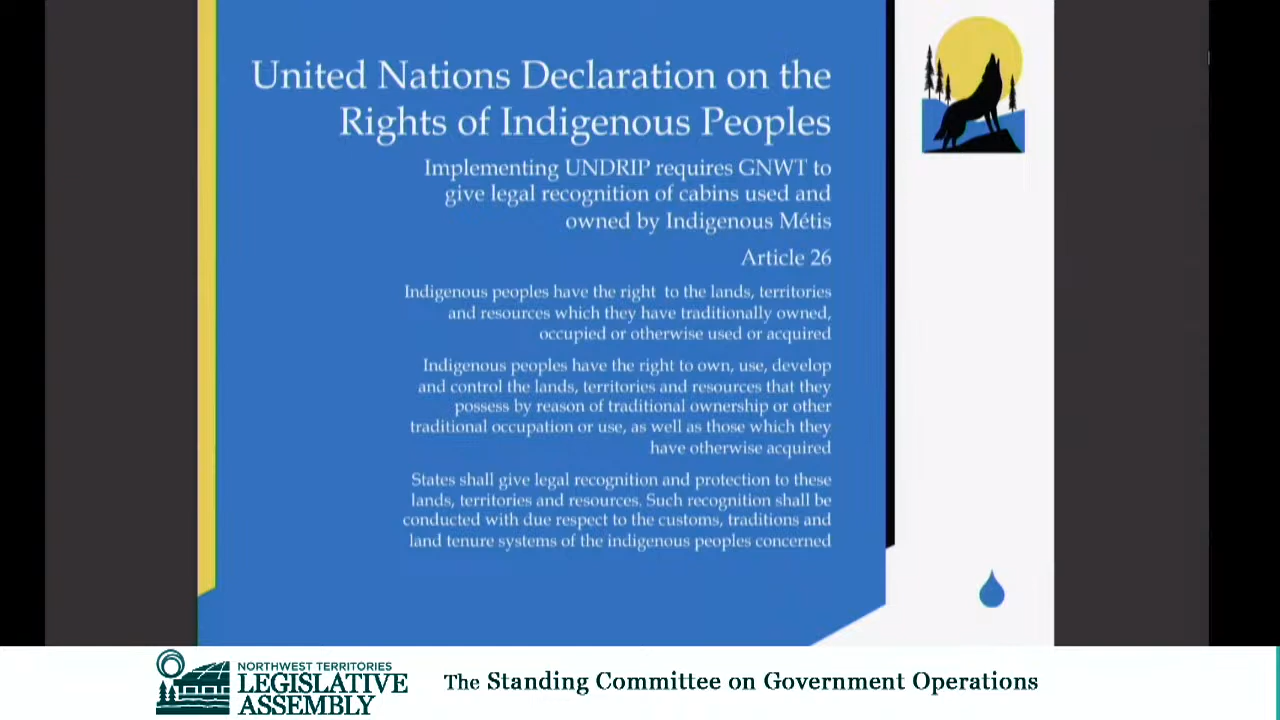 United Nations Declaration on the
Rights of Indigenous Peoples
Implementing UNDRIP requires GNWT to
give legal recognition of cabins used and
owned by Indigenous Métis
Article 26
Indigenous peoples have the right to the lands, territories
and resources which they have traditionally owned,
occupied or otherwise used or acquired
Indigenous peoples have the right to own, use, develop
and control the lands, territories and resources that they
possess by reason of traditional ownership or other
traditional occupation or use, as well as those which they
have otherwise acquired
States shall give legal recognition and protection to these
lands, territories and resources. Such recognition shall be
conducted with due respect to the customs, traditions and
land tenure systems of the indigenous peoples concerned
NORTHWEST TERRITORIES
LEGISLATIVE
ASSEMBLY
The Standing Committee on Government Operations